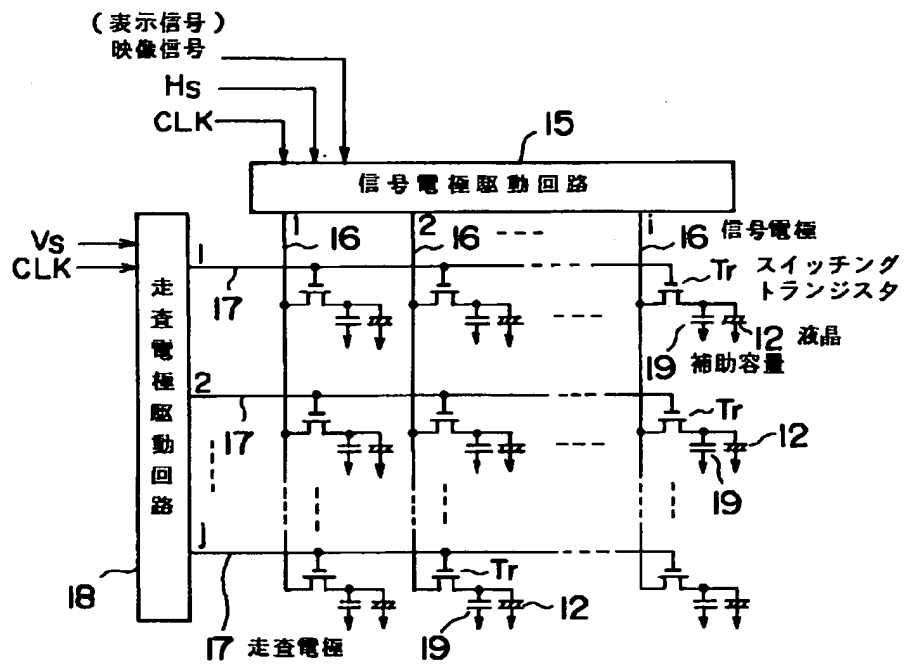 (表示信号)
映像信号
Hs
CLK
15
信号電極駆動回路
1 2 i
16 16 16 信号電極
Vs
CLK
走査電極駆動回路
1
17
Tr スイッチング
トランジスタ
12 液晶
19 補助容量
2
17
Tr
12
19
j
18
Tr
12
19
17 走査電極